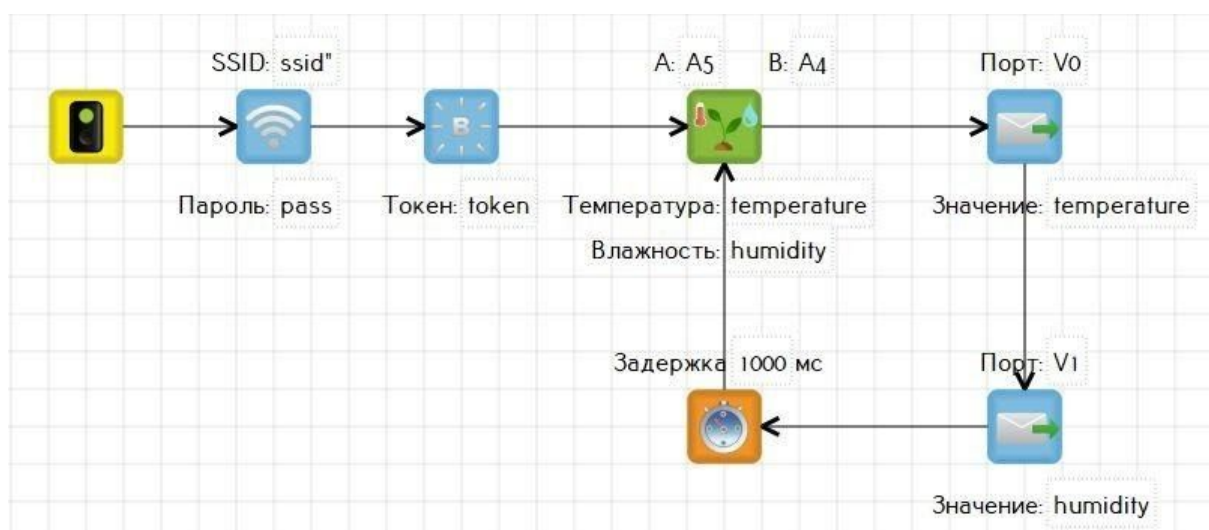 SSID: ssid"
A: A5
B: A4
Порт: V0
B
Пароль: pass
Токен: token
Температура: temperature
Влажность: humidity
Значение: temperature
Задержка 1000 мс
Порт: V1
Значение: humidity